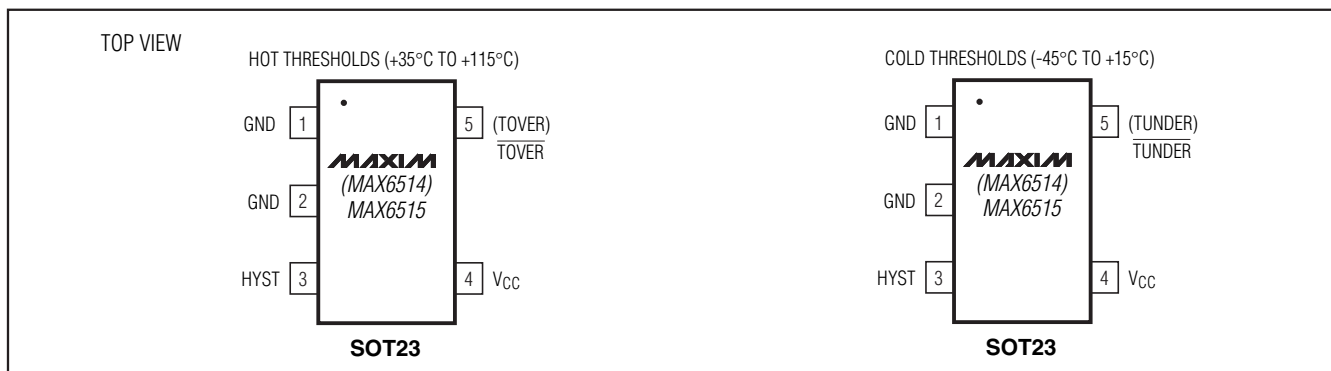 TOP VIEW
HOT THRESHOLDS (+35°C TO +115°C)
GND 1
5 (TOVER)
TOVER
MAXIM
(MAX6514)
MAX6515
GND 2
HYST 3
4 VCC
SOT23
COLD THRESHOLDS (-45°C TO +15°C)
GND 1
5 (TUNDER)
TUNDER
MAXIM
(MAX6514)
MAX6515
GND 2
HYST 3
4 VCC
SOT23